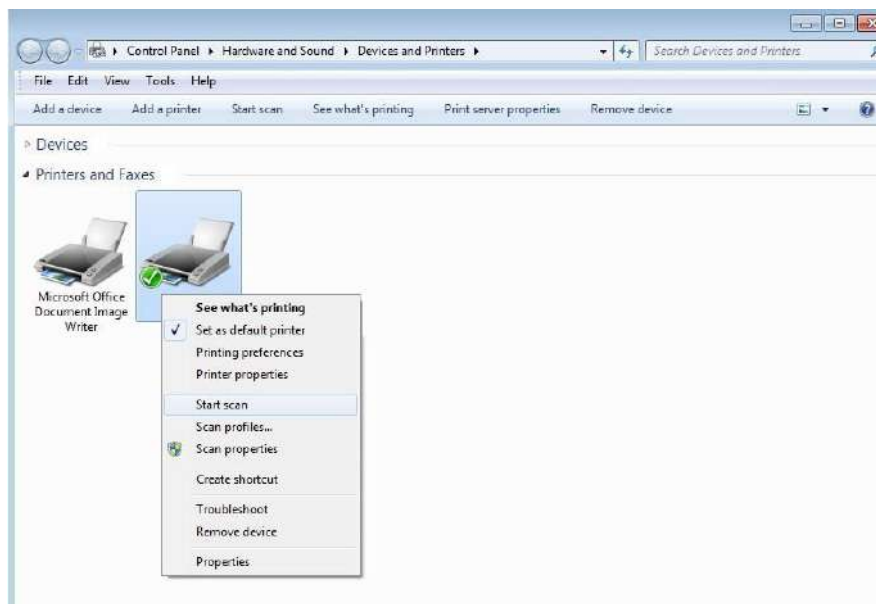 Control Panel Hardware and Sound Devices and Printers Search Devices and Printers
File Edit View Tools Help
Add a device Add a printer Start scan See what's printing Print server properties Remove device
Devices
Printers and Faxes
Microsoft Office
Document Image
Writer
See what's printing
Set as default printer
Printing preferences
Printer properties
Start scan
Scan profiles...
Scan properties
Create shortcut
Troubleshoot
Remove device
Properties